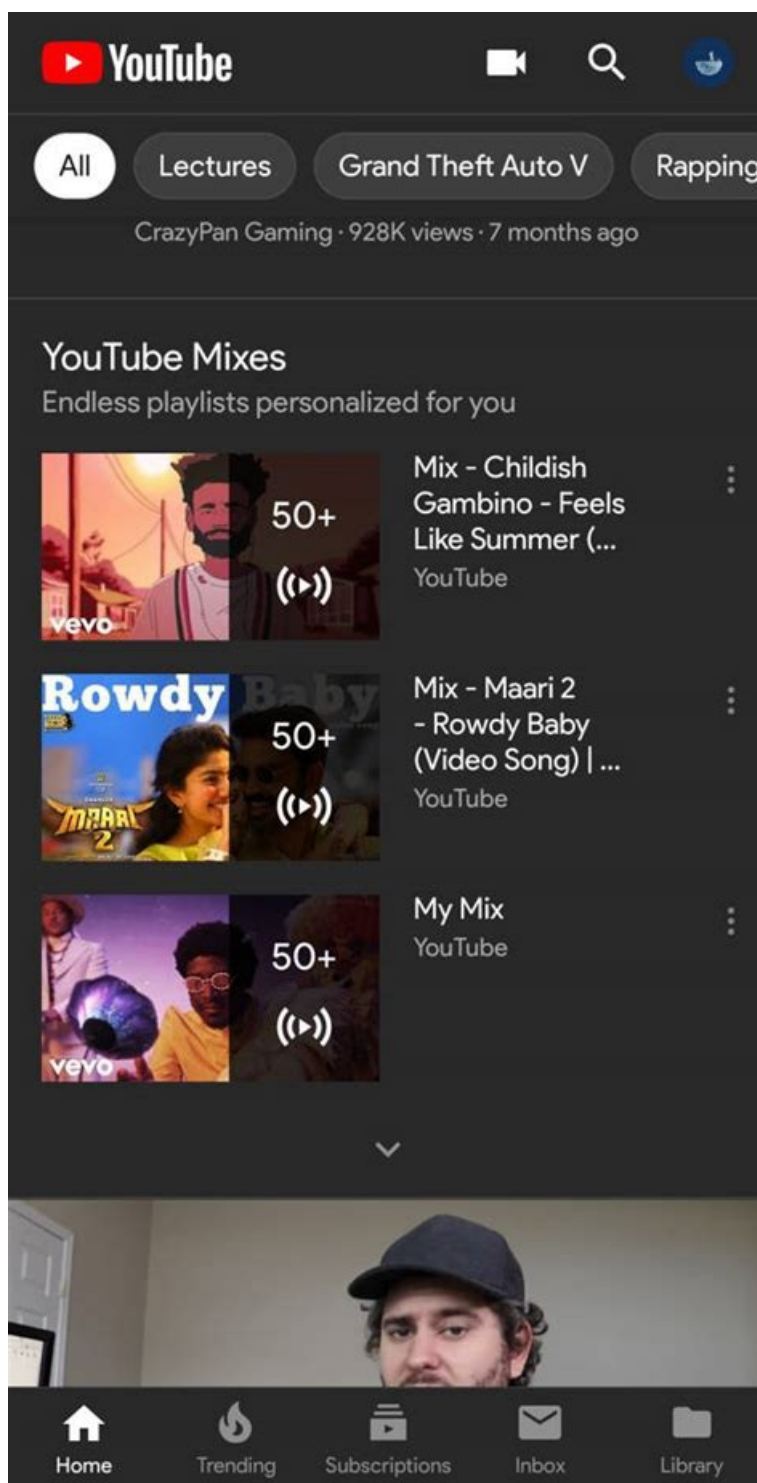 YouTube
All Lectures Grand Theft Auto V Rapping
CrazyPan Gaming · 928K views · 7 months ago
YouTube Mixes
Endless playlists personalized for you
50+
vevo
Mix - Childish
Gambino - Feels
Like Summer (...
YouTube
Rowdy Baby
50+
MAARI
2
Mix - Maari 2
- Rowdy Baby
(Video Song) | ...
YouTube
50+
vevo
My Mix
YouTube
Home Trending Subscriptions Inbox Library